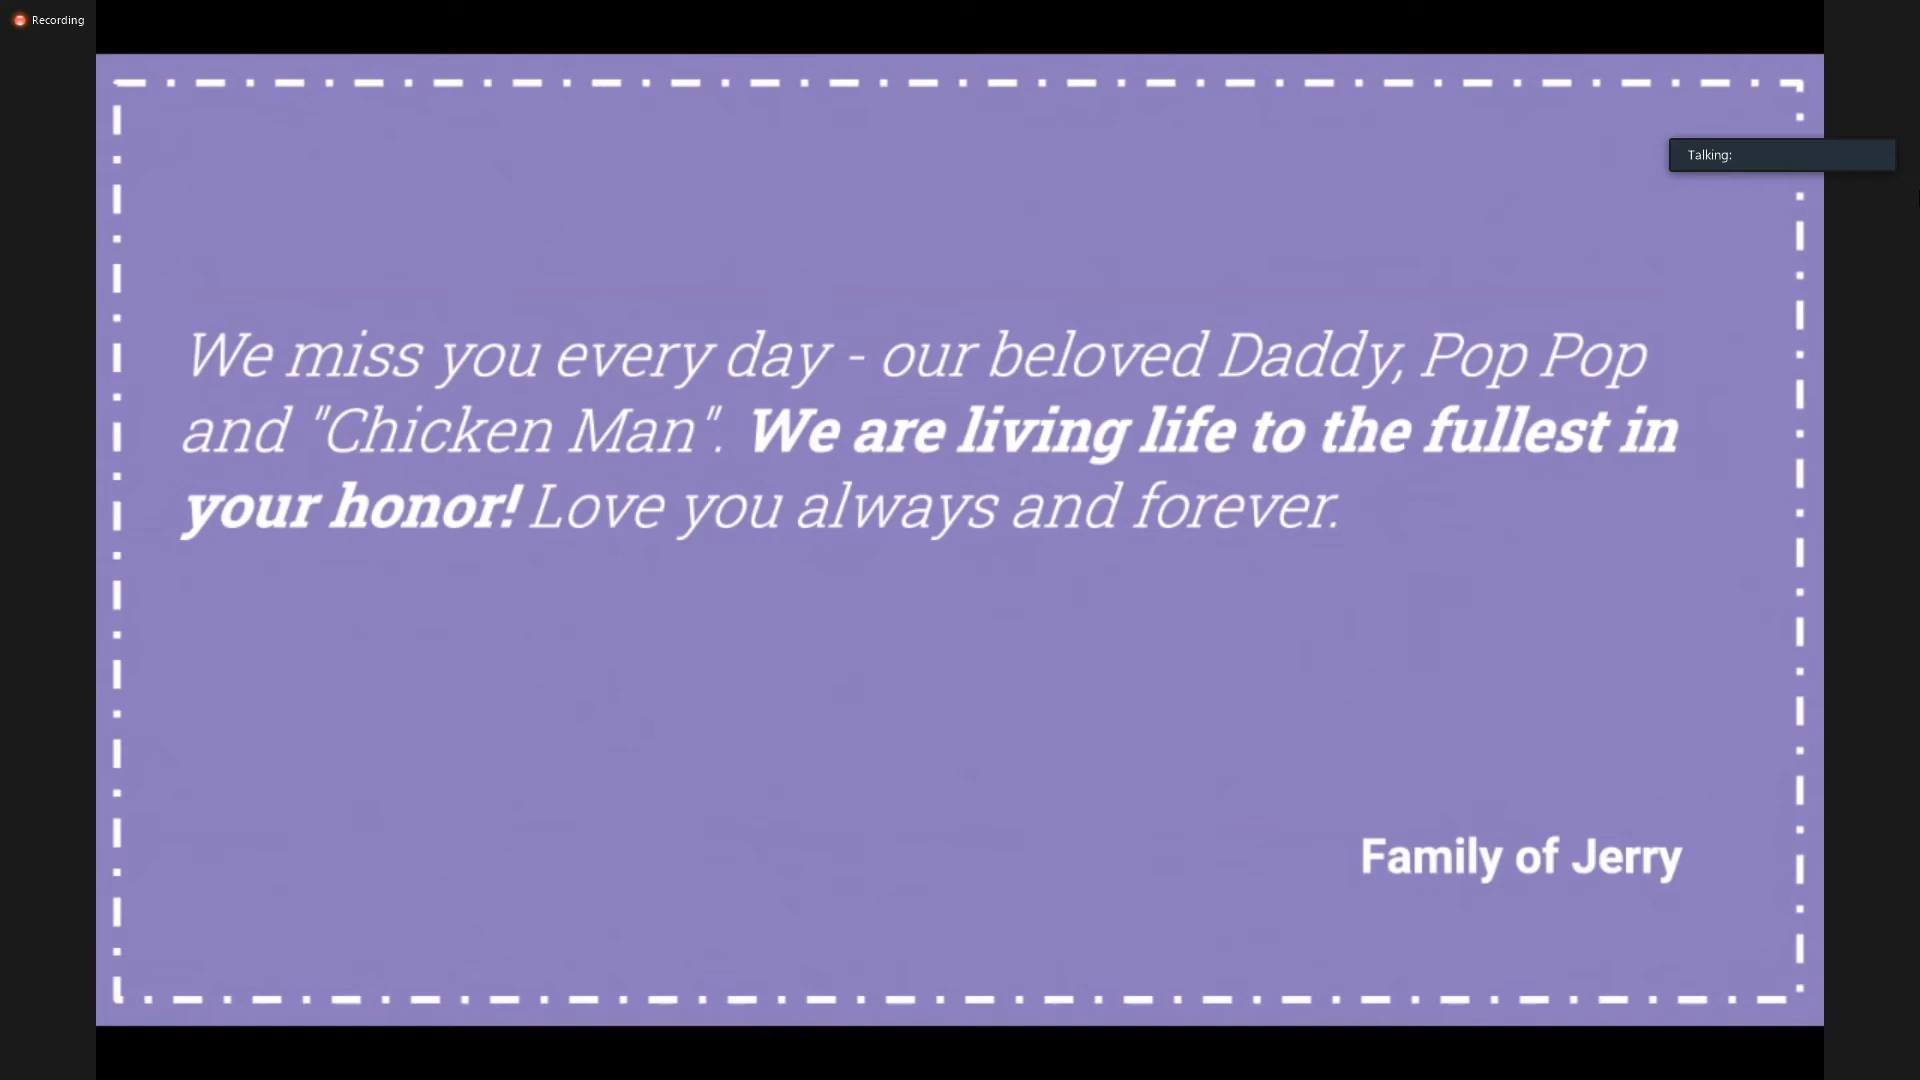 Recording
Talking:
We miss you every day - our beloved Daddy, Pop Pop
and "Chicken Man". We are living life to the fullest in
your honor! Love you always and forever.
Family of Jerry